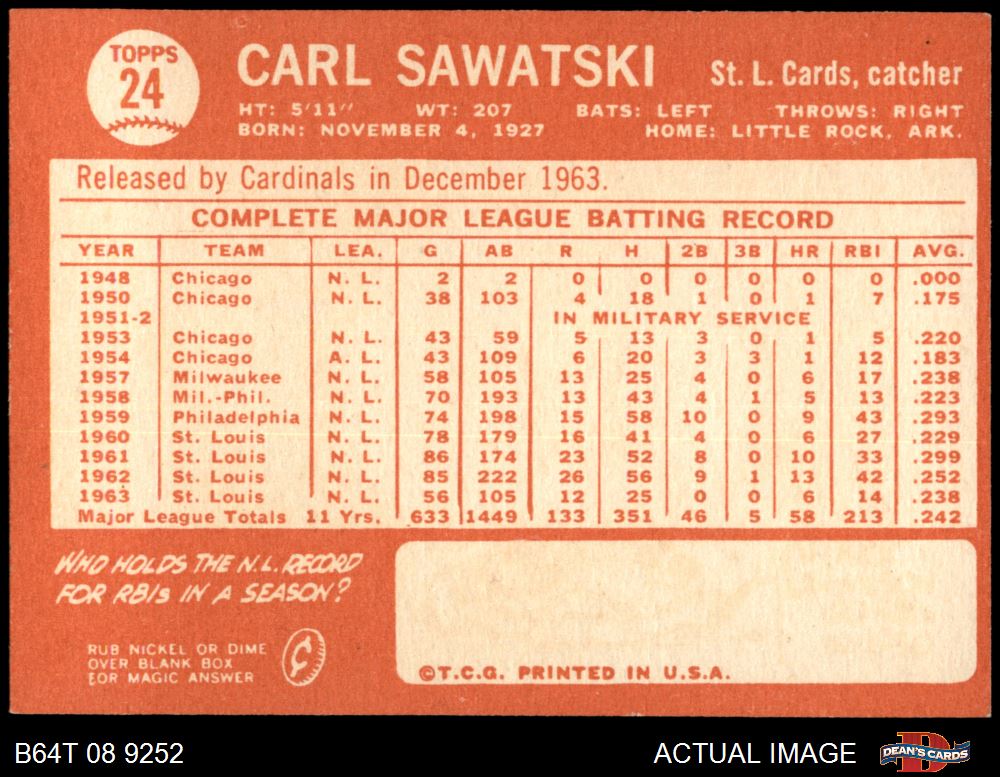 TOPPS
24
CARL SAWATSKI
St. L. Cards, catcher
HT: 5'11" WT: 207 BATS: LEFT THROWS: RIGHT
BORN: NOVEMBER 4, 1927 HOME: LITTLE ROCK, ARK.
Released by Cardinals in December 1963.
COMPLETE MAJOR LEAGUE BATTING RECORD
YEAR TEAM LEA. G AB R H 2B 3B HR RBI AVG.
1948 Chicago N. L. 2 2 0 0 0 0 0 0 .000
1950 Chicago N. L. 38 103 4 18 1 0 1 7 .175
1951-2 IN MILITARY SERVICE
1953 Chicago N. L. 43 59 5 13 3 0 1 5 .220
1954 Chicago A. L. 43 109 6 20 3 3 1 12 .183
1957 Milwaukee N. L. 58 105 13 25 4 0 6 17 .238
1958 Mil.-Phil. N. L. 70 193 13 43 4 1 5 13 .223
1959 Philadelphia N. L. 74 198 15 58 10 0 9 43 .293
1960 St. Louis N. L. 78 179 16 41 4 0 6 27 .229
1961 St. Louis N. L. 86 174 23 52 8 0 10 33 .299
1962 St. Louis N. L. 85 222 26 56 9 1 13 42 .252
1963 St. Louis N. L. 56 105 12 25 0 0 6 14 .238
Major League Totals 11 Yrs. 633 1449 133 351 46 5 58 213 .242
WHO HOLDS THE N.L. RECORD
FOR RBIs IN A SEASON?
RUB NICKEL OR DIME
OVER BLANK BOX
FOR MAGIC ANSWER
¢
©T.C.G. PRINTED IN U.S.A.
B64T 08 9252
ACTUAL IMAGE
D
DEAN'S CARDS